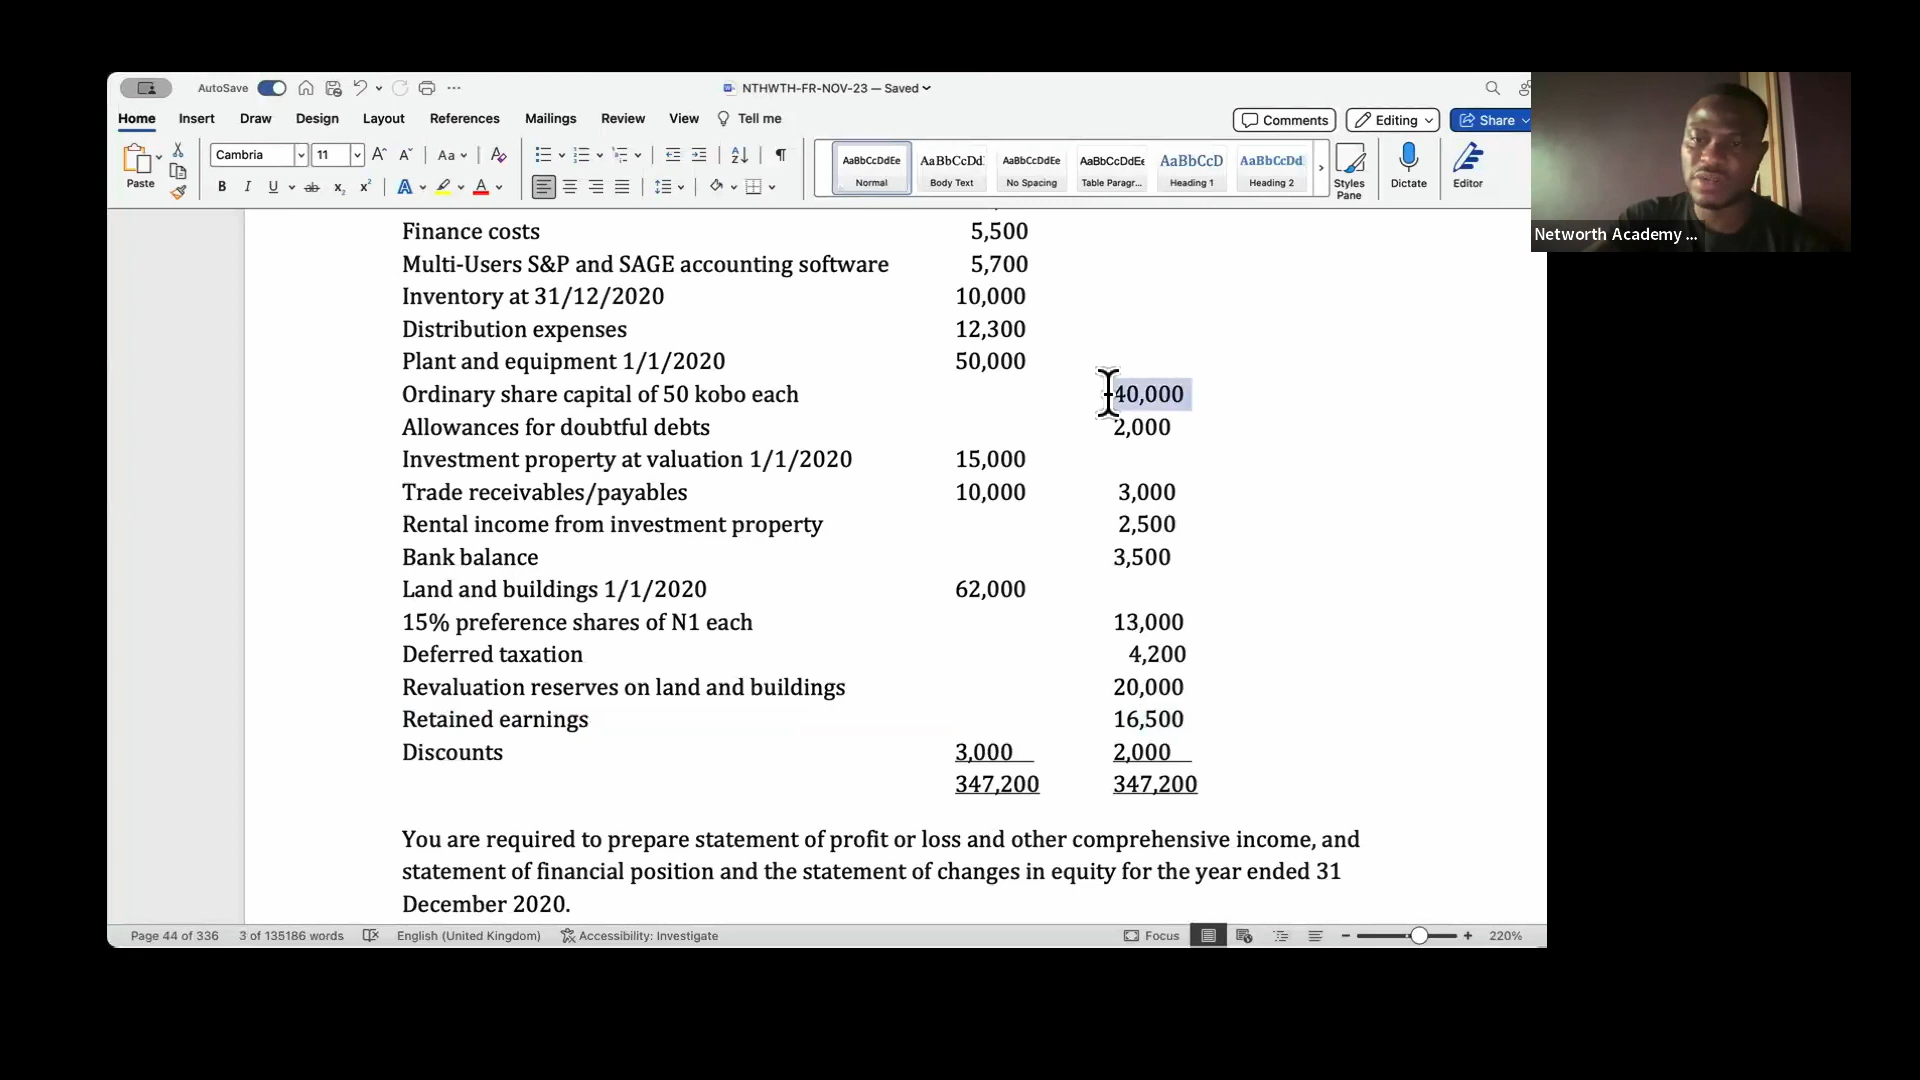 AutoSave
NTHWTH-FR-NOV-23 — Saved
Home Insert Draw Design Layout References Mailings Review View Tell me
Comments Editing Share
Paste
Cambria 11
Aa
B I U ab x₂ x² A A
AaBbCcDdEe AaBbCcDd AaBbCcDdEe AaBbCcDdEe AaBbCcD AaBbCcDd
Normal Body Text No Spacing Table Paragr... Heading 1 Heading 2
Styles Pane Dictate Editor
Networth Academy ...
Finance costs 5,500
Multi-Users S&P and SAGE accounting software 5,700
Inventory at 31/12/2020 10,000
Distribution expenses 12,300
Plant and equipment 1/1/2020 50,000
Ordinary share capital of 50 kobo each 40,000
Allowances for doubtful debts 2,000
Investment property at valuation 1/1/2020 15,000
Trade receivables/payables 10,000 3,000
Rental income from investment property 2,500
Bank balance 3,500
Land and buildings 1/1/2020 62,000
15% preference shares of N1 each 13,000
Deferred taxation 4,200
Revaluation reserves on land and buildings 20,000
Retained earnings 16,500
Discounts 3,000 2,000
347,200 347,200
You are required to prepare statement of profit or loss and other comprehensive income, and
statement of financial position and the statement of changes in equity for the year ended 31
December 2020.
Page 44 of 336 3 of 135186 words English (United Kingdom) Accessibility: Investigate Focus 220%